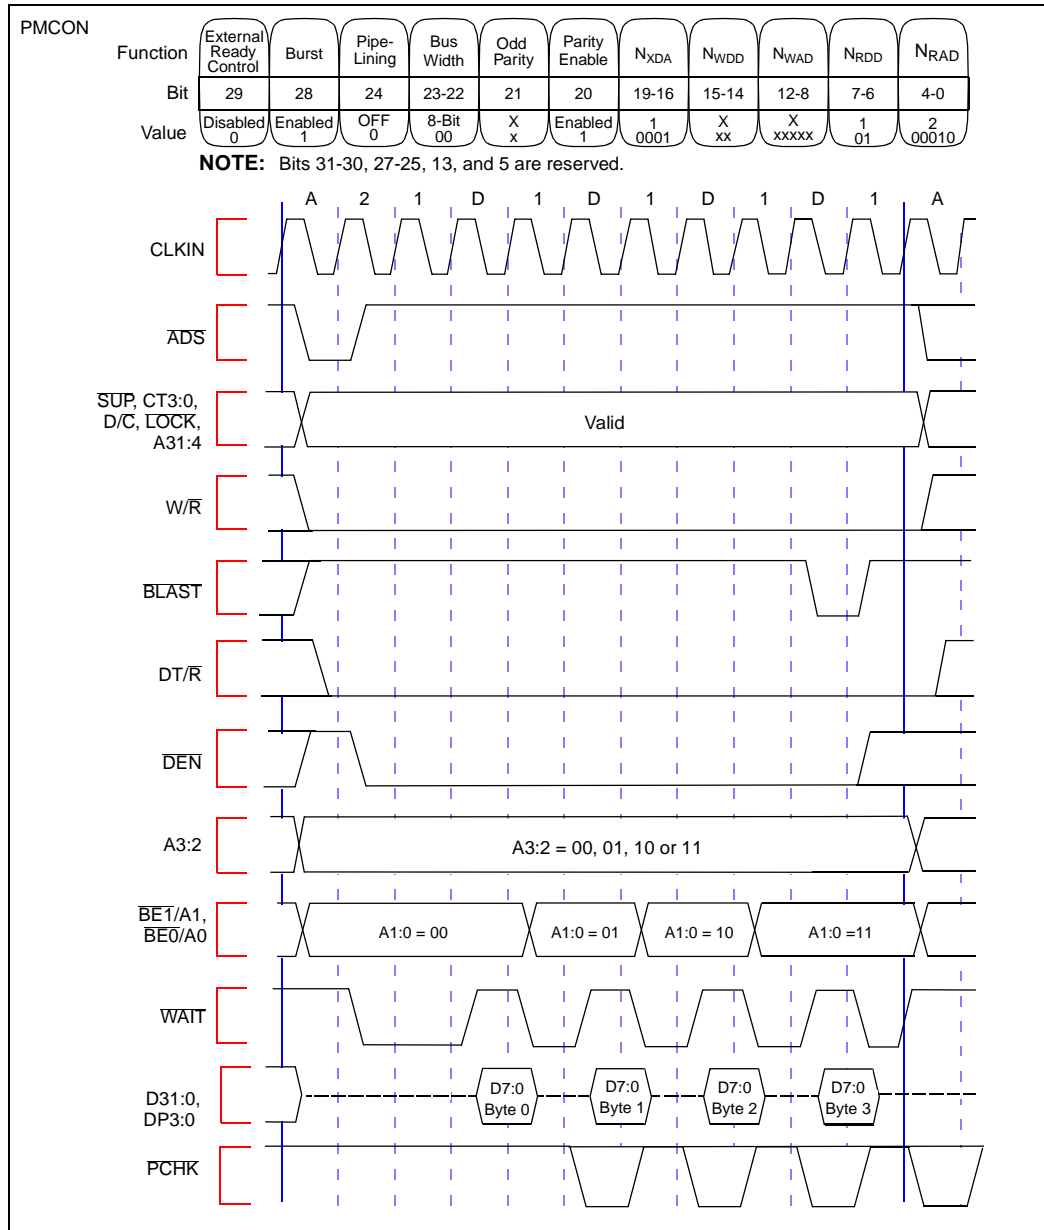 PMCON
Function External Ready Control Burst Pipe-Lining Bus Width Odd Parity Parity Enable NXDA NWDD NWAD NRDD NRAD
Bit 29 28 24 23-22 21 20 19-16 15-14 12-8 7-6 4-0
Value Disabled 0 Enabled 1 OFF 0 8-Bit 00 X x Enabled 1 1 0001 X xx X xxxxx 1 01 2 00010
NOTE: Bits 31-30, 27-25, 13, and 5 are reserved.
A 2 1 D 1 D 1 D 1 D 1 A
CLKIN
ADS
SUP, CT3:0,
D/C, LOCK,
A31:4
Valid
W/R
BLAST
DT/R
DEN
A3:2
A3:2 = 00, 01, 10 or 11
BE1/A1,
BE0/A0
A1:0 = 00 A1:0 = 01 A1:0 = 10 A1:0 =11
WAIT
D31:0,
DP3:0
D7:0 D7:0 D7:0 D7:0
Byte 0 Byte 1 Byte 2 Byte 3
PCHK